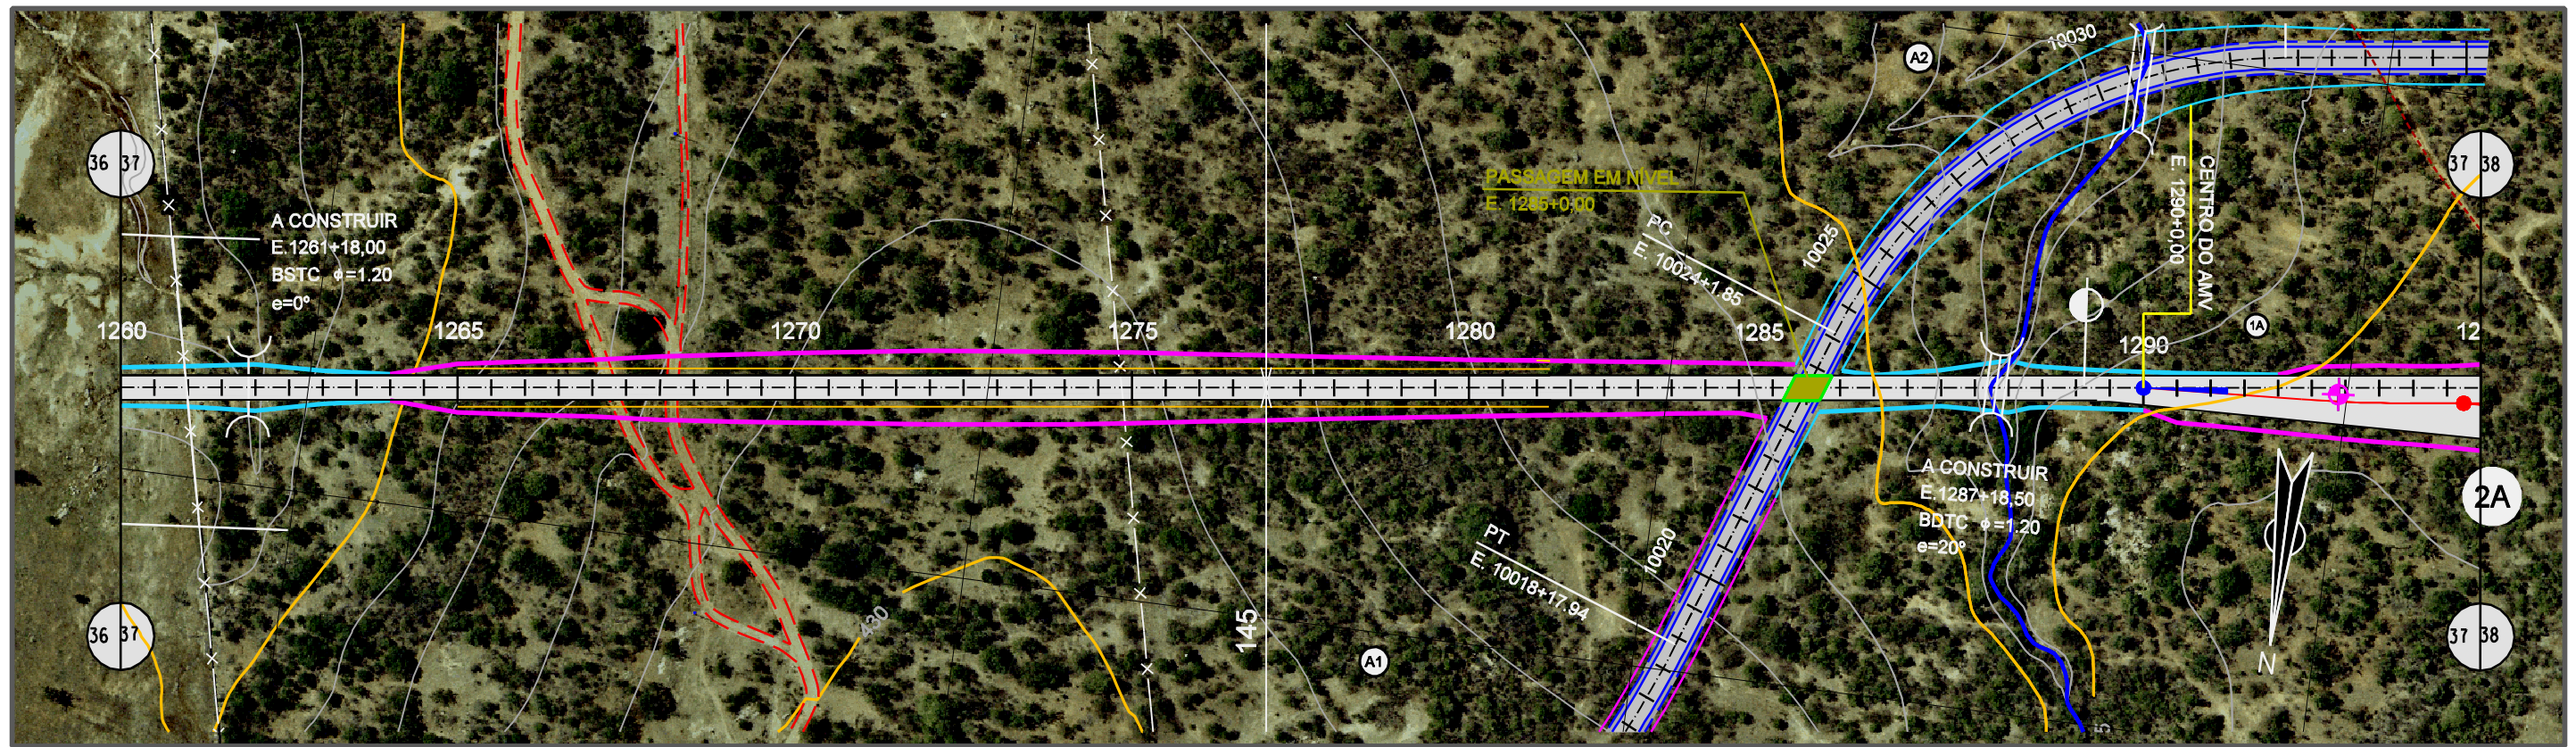 10030
A2
36 37
37 38
PASSAGEM EM NÍVEL
E. 1285+0,00
CENTRO DO AMV
E. 1290+0,00
A CONSTRUIR
E.1261+18,00
BSTC ϕ=1.20
e=0º
PC
E. 10024+1.85
10025
1260
1265
1270
1275
1280
1285
1290
1A
12
A CONSTRUIR
E.1287+18,50
BDTC ϕ=1.20
e=20º
2A
PT
E. 10018+17.94
10020
430
145
36 37
A1
37 38
N